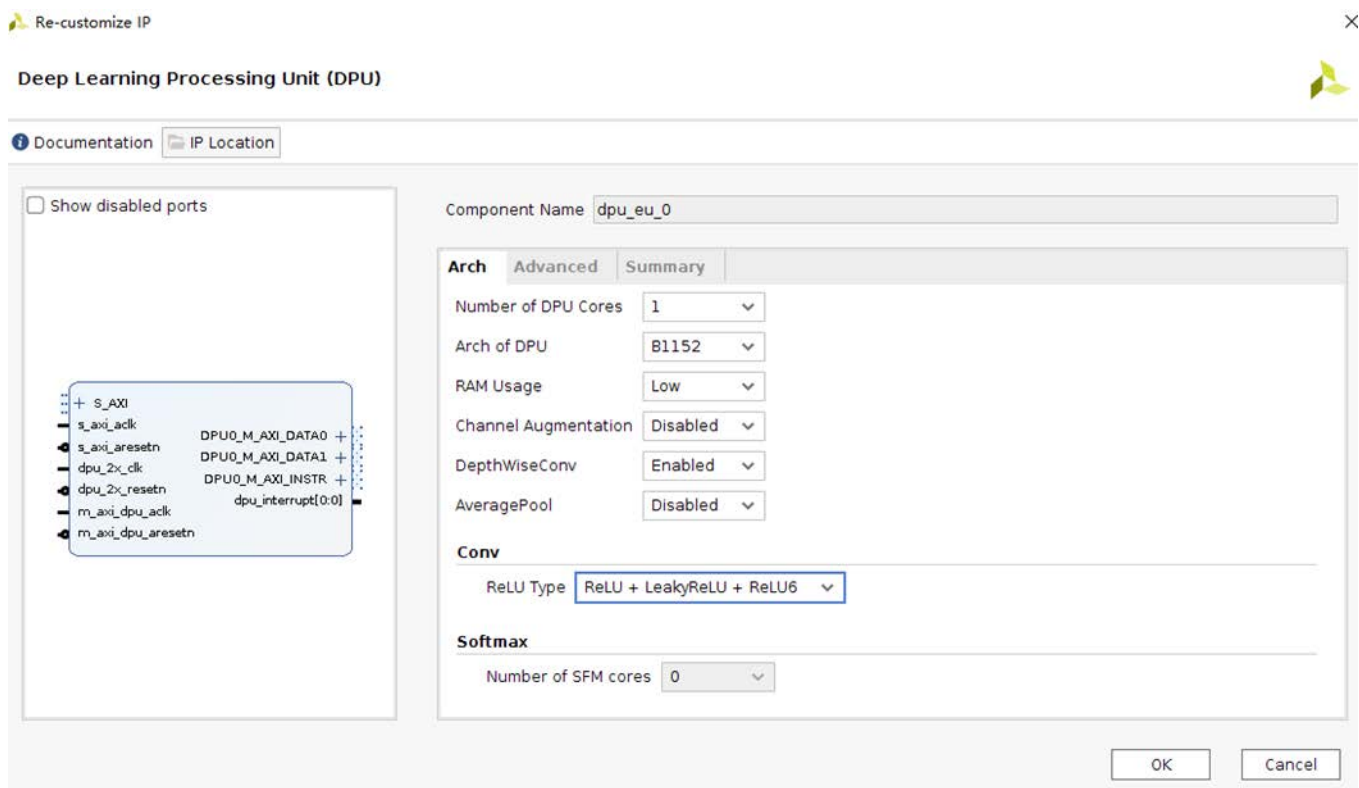 Re-customize IP
Deep Learning Processing Unit (DPU)
Documentation IP Location
Show disabled ports
S_AXI
s_axi_aclk
s_axi_aresetn
dpu_2x_clk
dpu_2x_resetn
m_axi_dpu_aclk
m_axi_dpu_aresetn
DPU0_M_AXI_DATA0
DPU0_M_AXI_DATA1
DPU0_M_AXI_INSTR
dpu_interrupt[0:0]
Component Name dpu_eu_0
Arch Advanced Summary
Number of DPU Cores 1
Arch of DPU B1152
RAM Usage Low
Channel Augmentation Disabled
DepthWiseConv Enabled
AveragePool Disabled
Conv
ReLU Type ReLU + LeakyReLU + ReLU6
Softmax
Number of SFM cores 0
OK Cancel